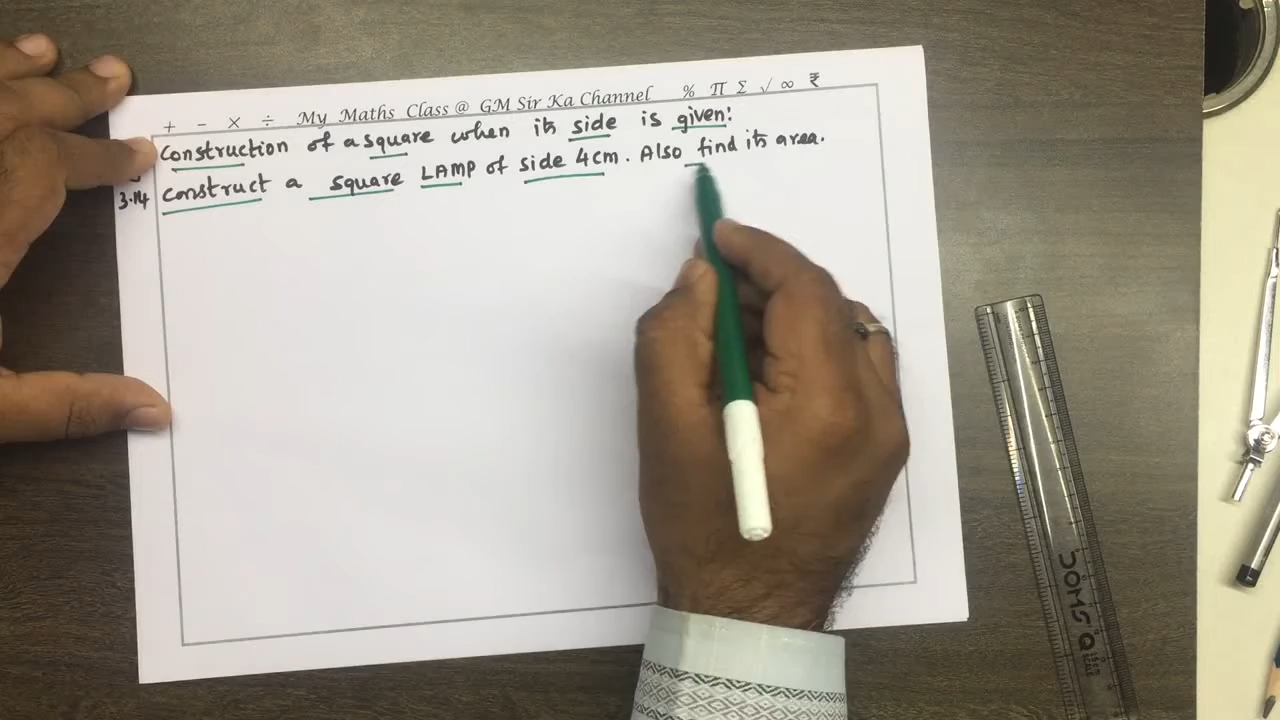 + - × ÷ My Maths Class @ GM Sir Ka Channel % Π Σ √ ∞ ₹
Construction of a square when its side is given:
3.14 Construct a square LAMP of side 4cm. Also find its area.
DOMS